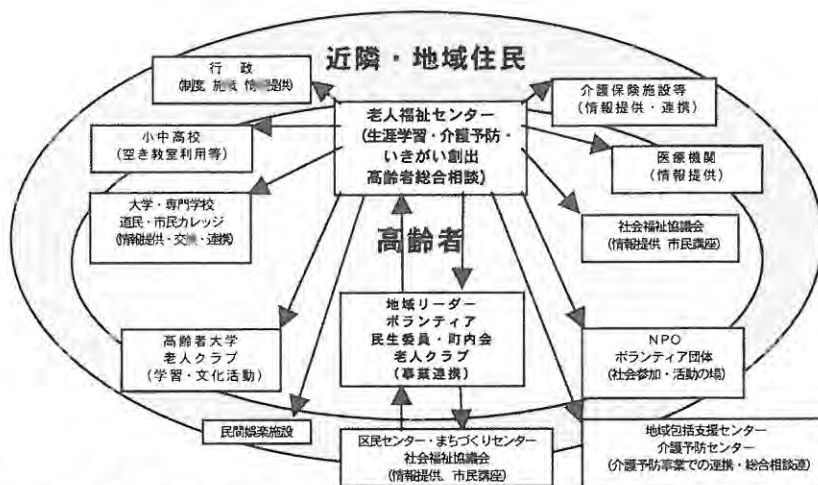 近隣・地域住民
行 政
(制度, 施策, 情報提供)
老人福祉センター
(生涯学習・介護予防・
いきがい創出
高齢者総合相談)
介護保険施設等
(情報提供・連携)
小中高校
(空き教室利用等)
医療機関
(情報提供)
大学・専門学校
道民・市民カレッジ
(情報提供・交流・連携)
社会福祉協議会
(情報提供 市民講座)
高齢者
地域リーダー
ボランティア
民生委員・町内会
老人クラブ
(事業連携)
高齢者大学
老人クラブ
(学習・文化活動)
NPO
ボランティア団体
(社会参加・活動の場)
民間娯楽施設
区民センター・まちづくりセンター
社会福祉協議会
(情報提供, 市民講座)
地域包括支援センター
介護予防センター
(介護予防事業での連携・総合相談連)